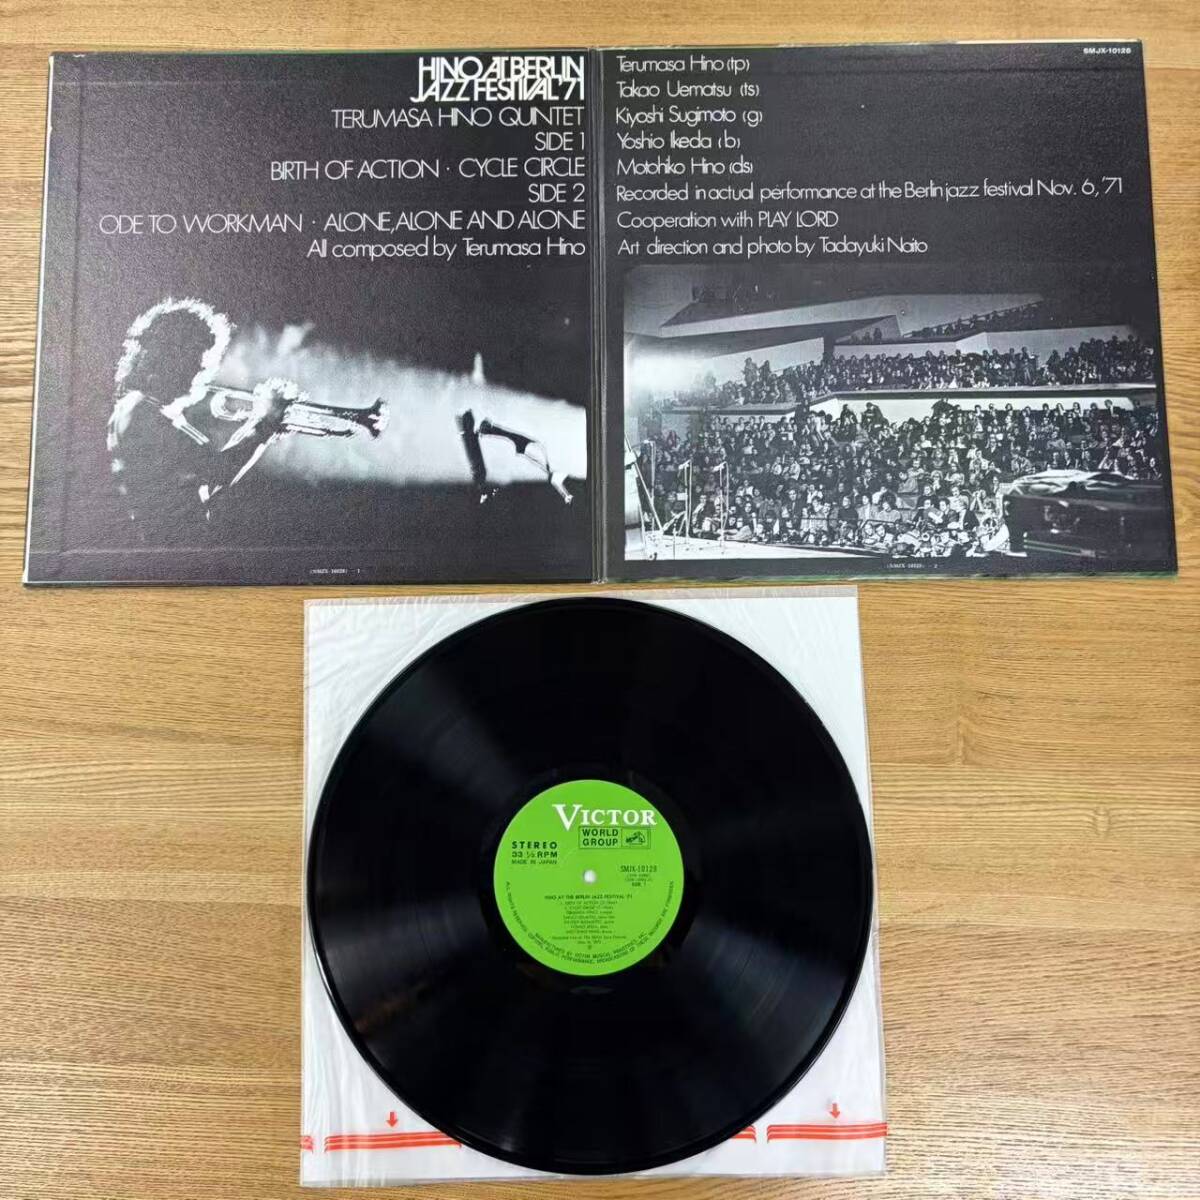 HINO AT BERLIN
JAZZ FESTIVAL '71
TERUMASA HINO QUINTET
SIDE 1
BIRTH OF ACTION · CYCLE CIRCLE
SIDE 2
ODE TO WORKMAN · ALONE, ALONE AND ALONE
All composed by Terumasa Hino
SMJX-10128
Terumasa Hino (tp)
Takao Uematsu (ts)
Kiyoshi Sugimoto (g)
Yoshio Ikeda (b)
Motohiko Hino (ds)
Recorded in actual performance at the Berlin jazz festival Nov. 6, '71
Cooperation with PLAY LORD
Art direction and photo by Tadayuki Naito
VICTOR
WORLD
GROUP
STEREO
33 1/3 RPM
MADE IN JAPAN
SMJX-10128
SIDE 1
HINO AT THE BERLIN JAZZ FESTIVAL '71